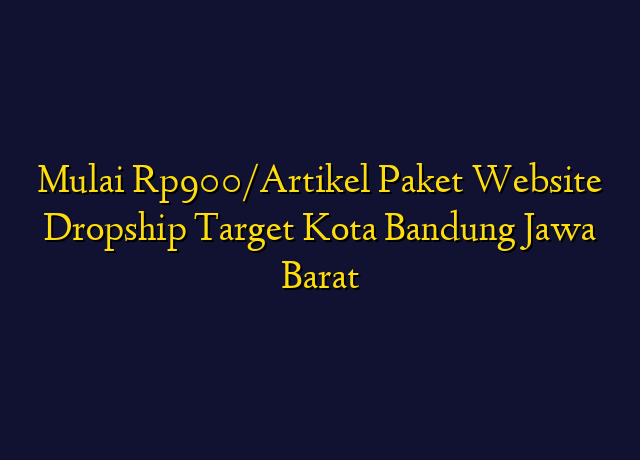 Mulai Rp900/Artikel Paket Website
Dropship Target Kota Bandung Jawa
Barat